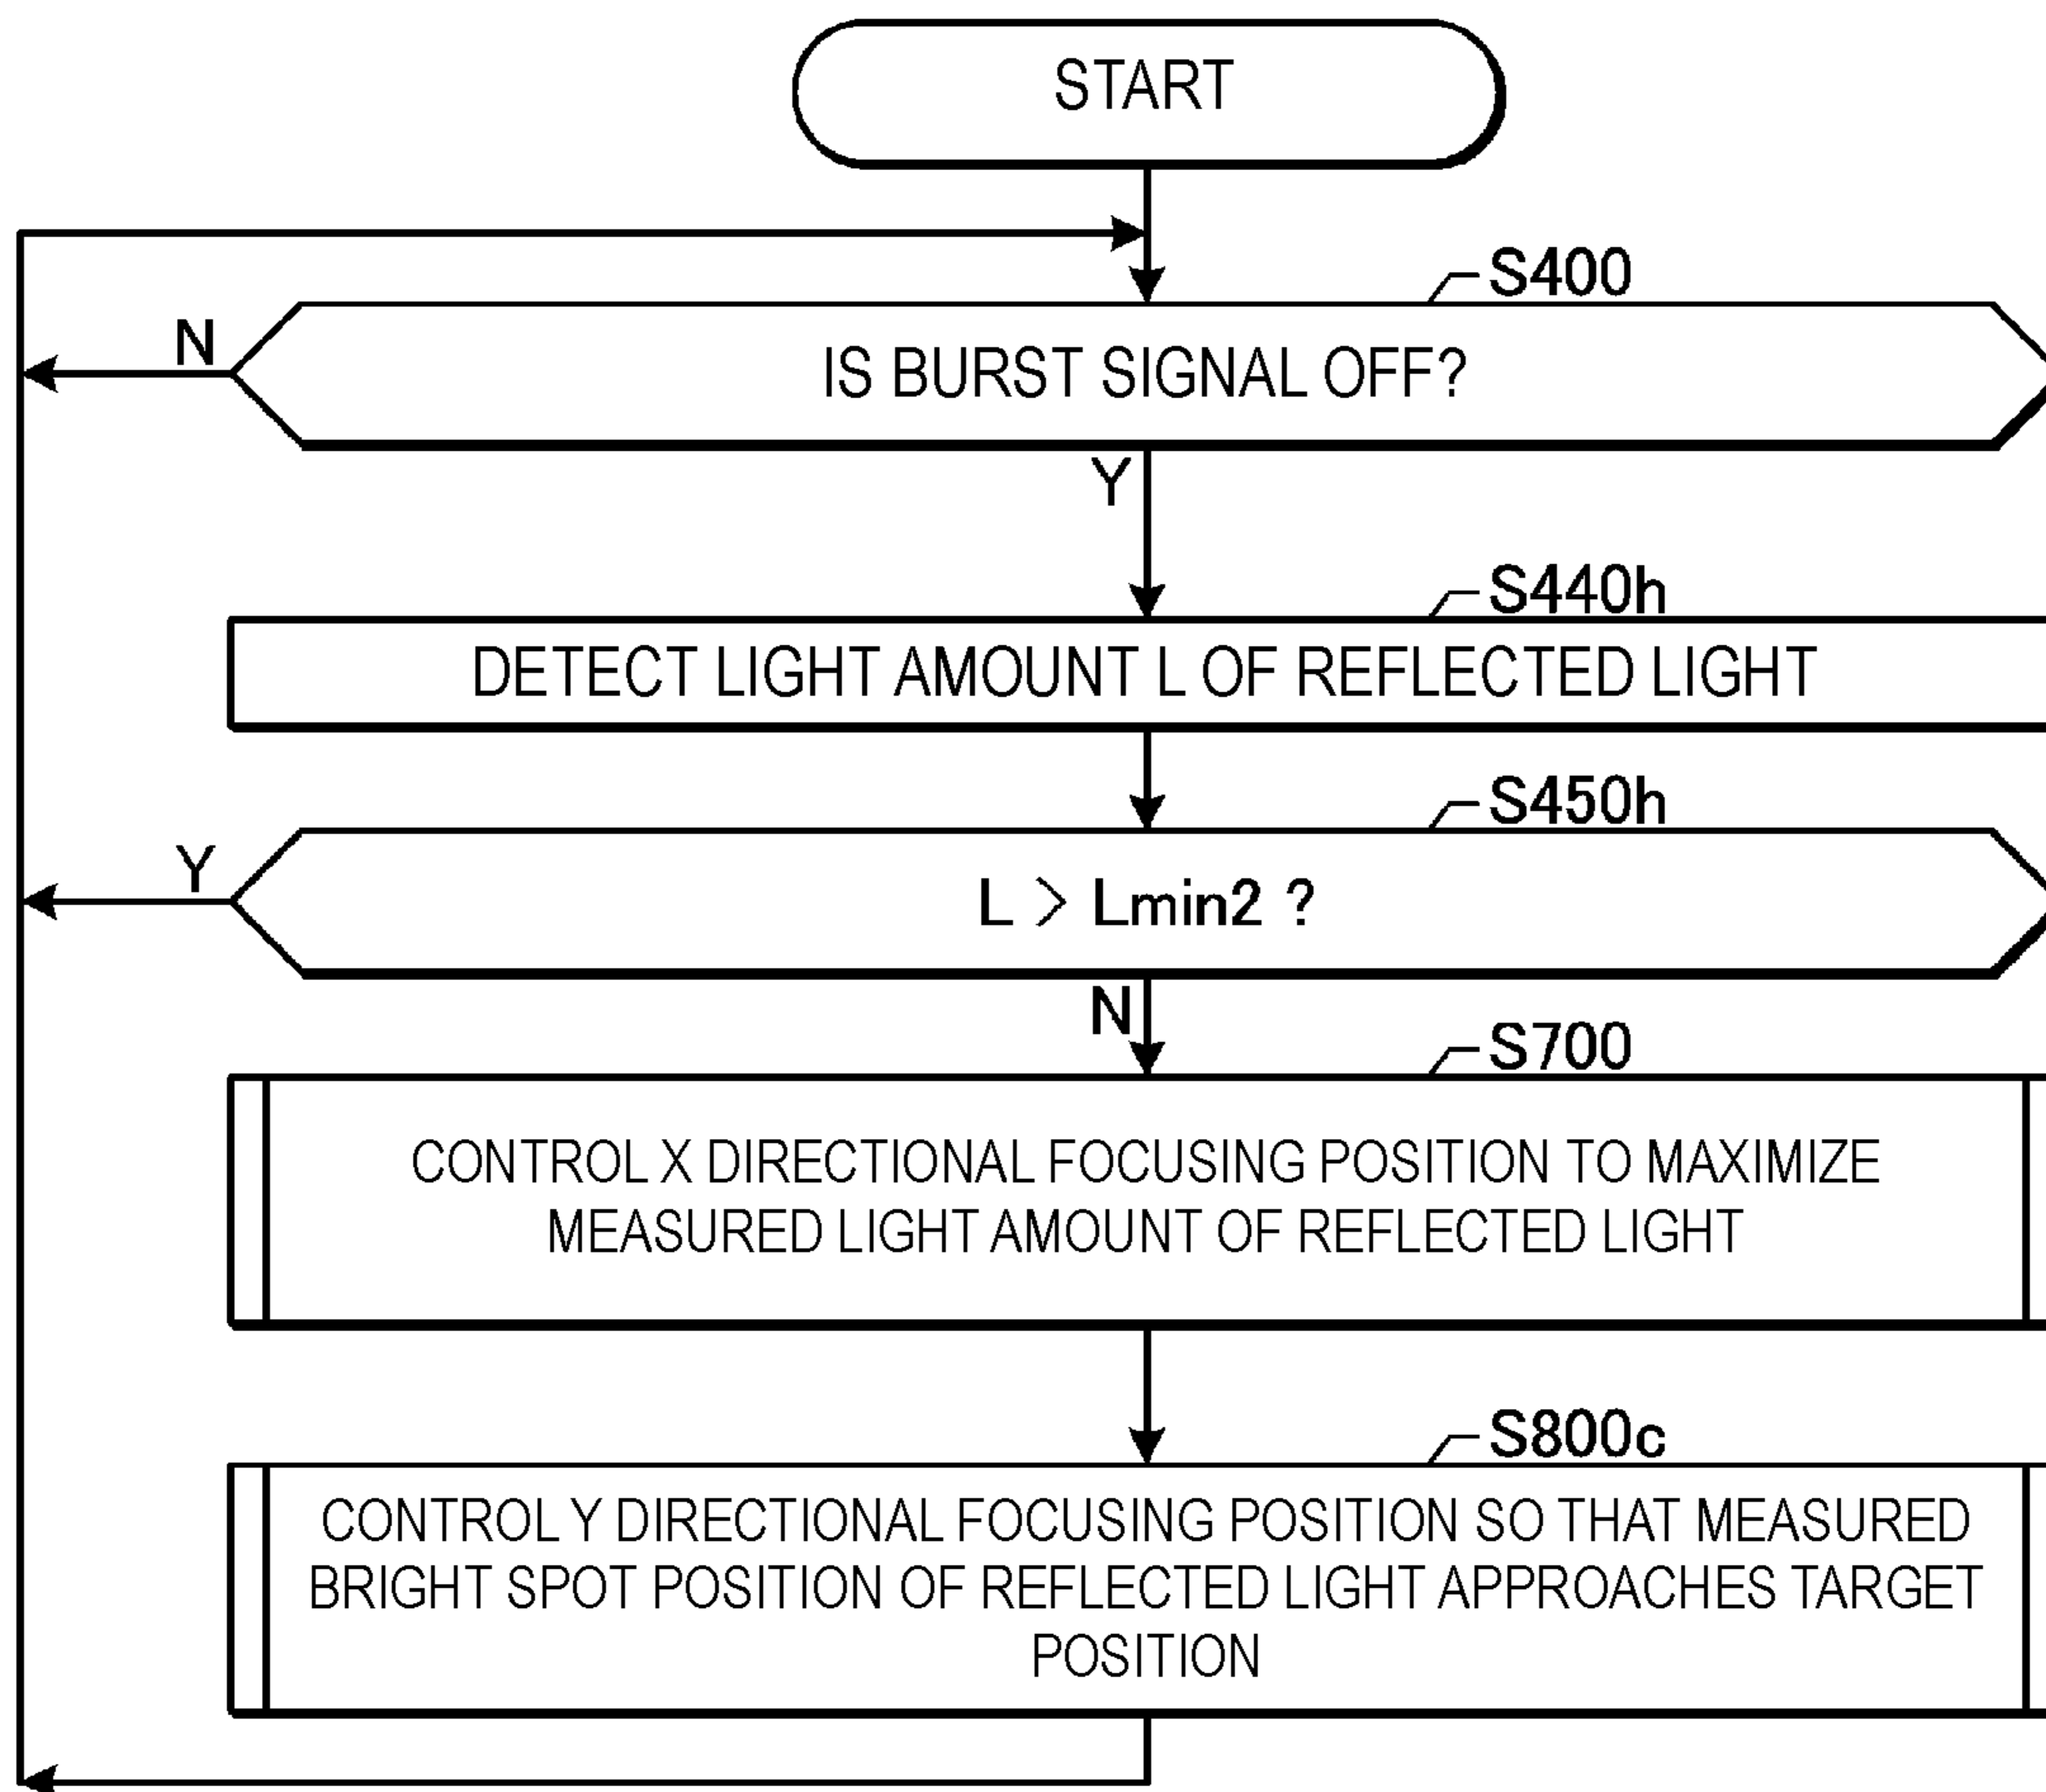 START
S400
N
IS BURST SIGNAL OFF?
Y
S440h
DETECT LIGHT AMOUNT L OF REFLECTED LIGHT
S450h
Y
L > Lmin2 ?
N
S700
CONTROL X DIRECTIONAL FOCUSING POSITION TO MAXIMIZE
MEASURED LIGHT AMOUNT OF REFLECTED LIGHT
S800c
CONTROL Y DIRECTIONAL FOCUSING POSITION SO THAT MEASURED
BRIGHT SPOT POSITION OF REFLECTED LIGHT APPROACHES TARGET
POSITION